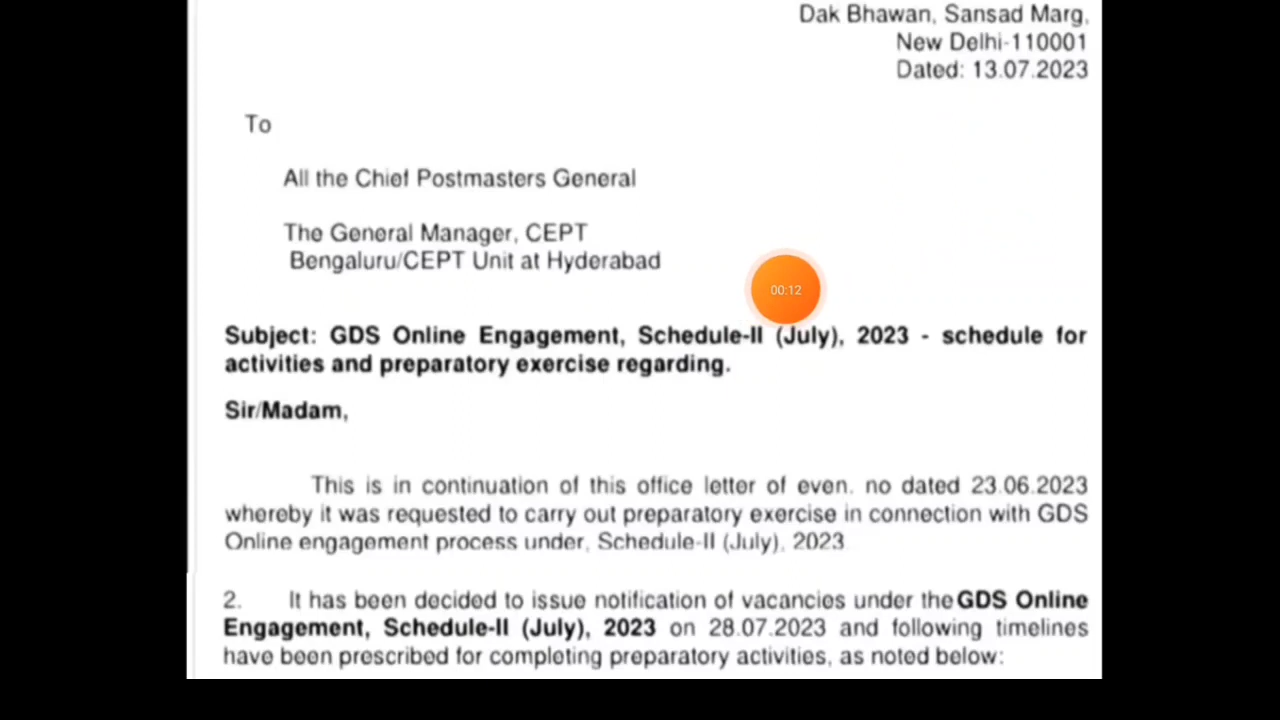 Dak Bhawan, Sansad Marg,
New Delhi-110001
Dated: 13.07.2023
To
All the Chief Postmasters General
The General Manager, CEPT
Bengaluru/CEPT Unit at Hyderabad
00:12
Subject: GDS Online Engagement, Schedule-II (July), 2023 - schedule for
activities and preparatory exercise regarding.
Sir/Madam,
This is in continuation of this office letter of even. no dated 23.06.2023
whereby it was requested to carry out preparatory exercise in connection with GDS
Online engagement process under, Schedule-II (July), 2023
2. It has been decided to issue notification of vacancies under the GDS Online
Engagement, Schedule-II (July), 2023 on 28.07.2023 and following timelines
have been prescribed for completing preparatory activities, as noted below: